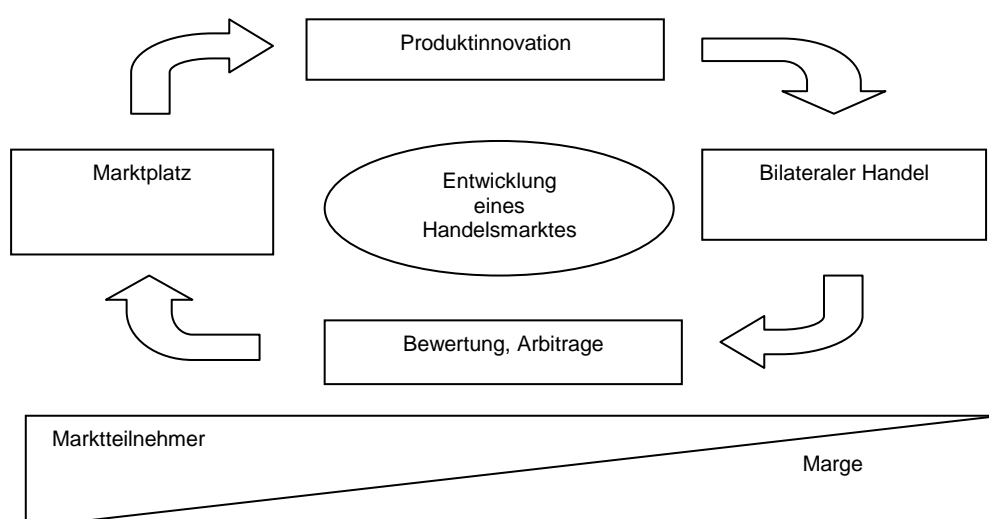 Produktinnovation
Marktplatz
Entwicklung
eines
Handelsmarktes
Bilateraler Handel
Bewertung, Arbitrage
Marktteilnehmer
Marge